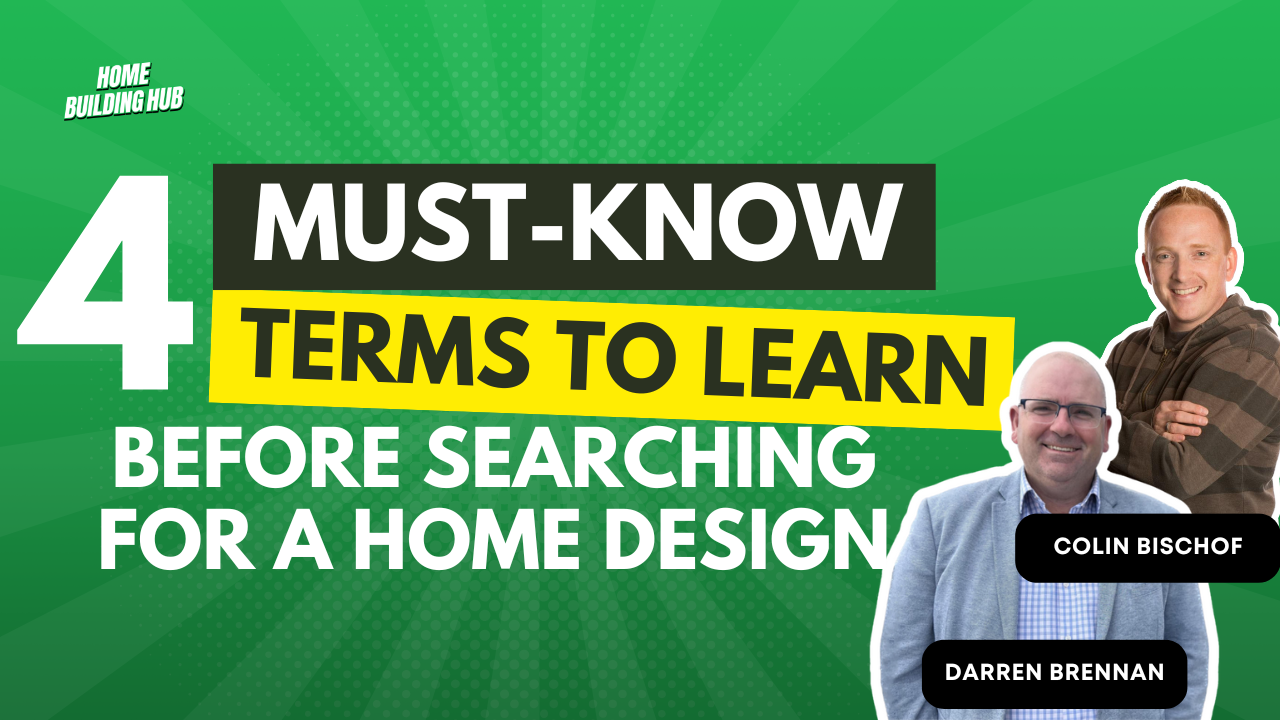 HOME
BUILDING HUB
4
MUST-KNOW
TERMS TO LEARN
BEFORE SEARCHING
FOR A HOME DESIGN
COLIN BISCHOF
DARREN BRENNAN